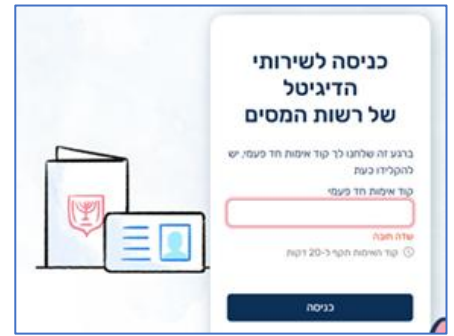 כניסה לשירותי
הדיגיטל
של רשות המסים
ברגע זה שלחנו לך קוד אימות חד פעמי, יש
להקלידו כעת
קוד אימות חד פעמי
שדה חובה
קוד האימות תקף ל-20 דקות
כניסה